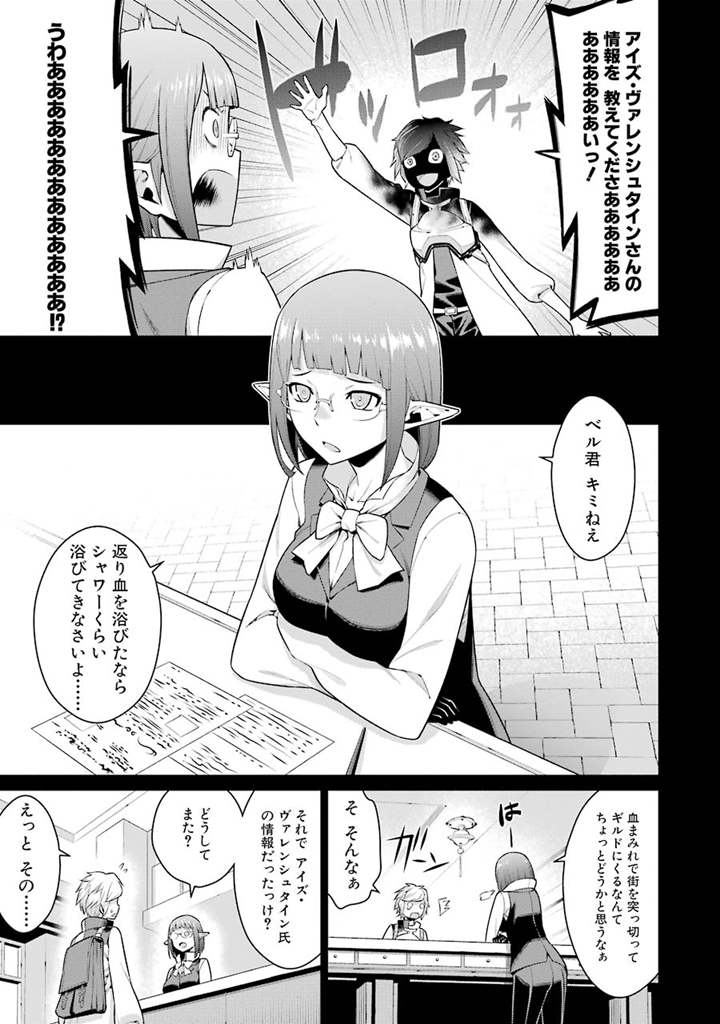 アイズ・ヴァレンシュタインさんの
情報を 教えてくださああああああ
ああああああいっ!
ドドッ
ロォォ
うわあああああああああああああ!?
ベル君 キミねえ
返り血を浴びたなら
シャワーくらい
浴びてきなさいよ……
血まみれで街を突っ切って
ギルドにくるなんて
ちょっとどうかと思うなぁ
は
そ そんなぁ
それで アイズ・
ヴァレンシュタイン氏
の情報だったっけ?
どうして
また?
えっと その……